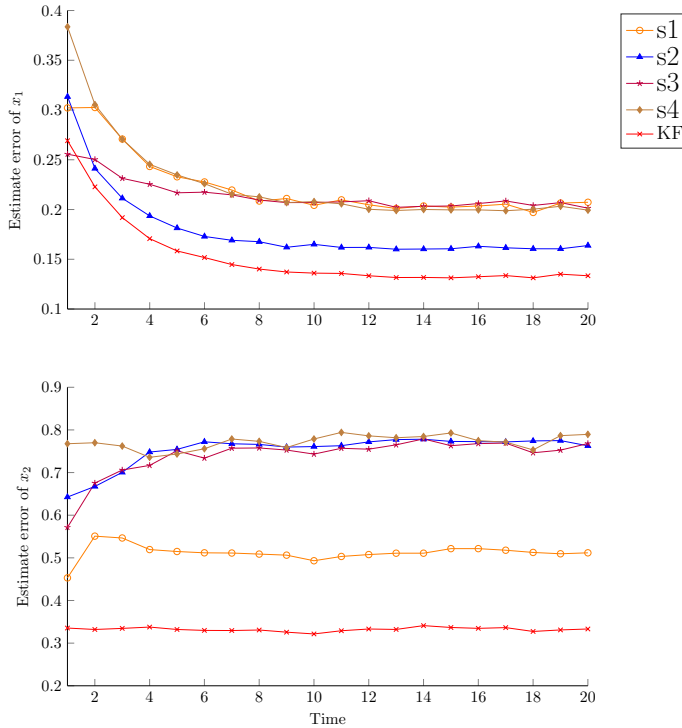 0.4
0.35
0.3
0.25
0.2
0.15
0.1
Estimate error of x₁
2 4 6 8 10 12 14 16 18 20
s1
s2
s3
s4
KF
0.9
0.8
0.7
0.6
0.5
0.4
0.3
0.2
Estimate error of x₂
2 4 6 8 10 12 14 16 18 20
Time